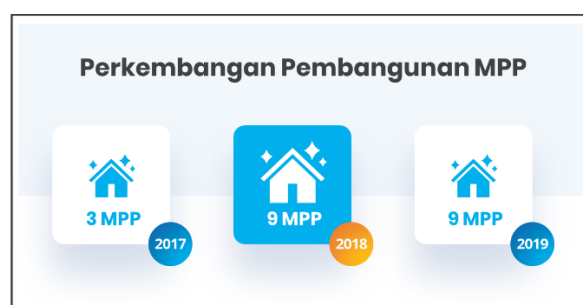 Perkembangan Pembangunan MPP
3 MPP
2017
9 MPP
2018
9 MPP
2019